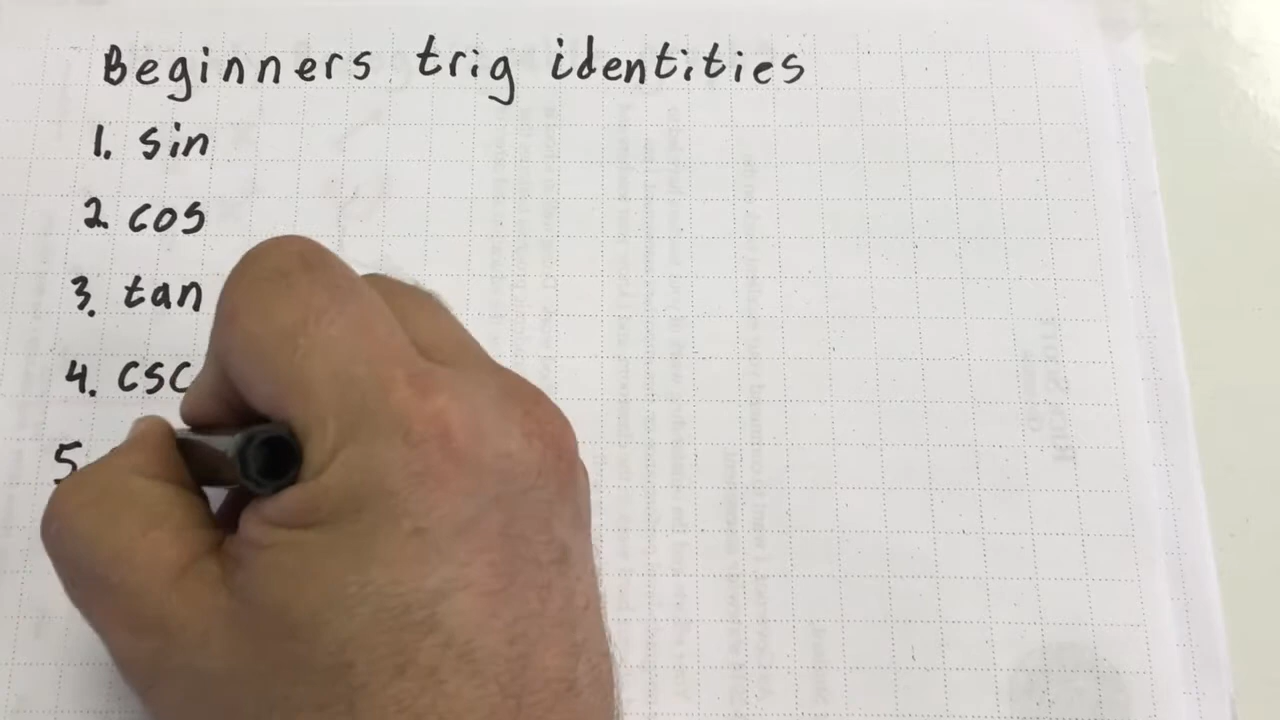 Beginners trig identities
1. sin
2. cos
3. tan
4. csc
5.